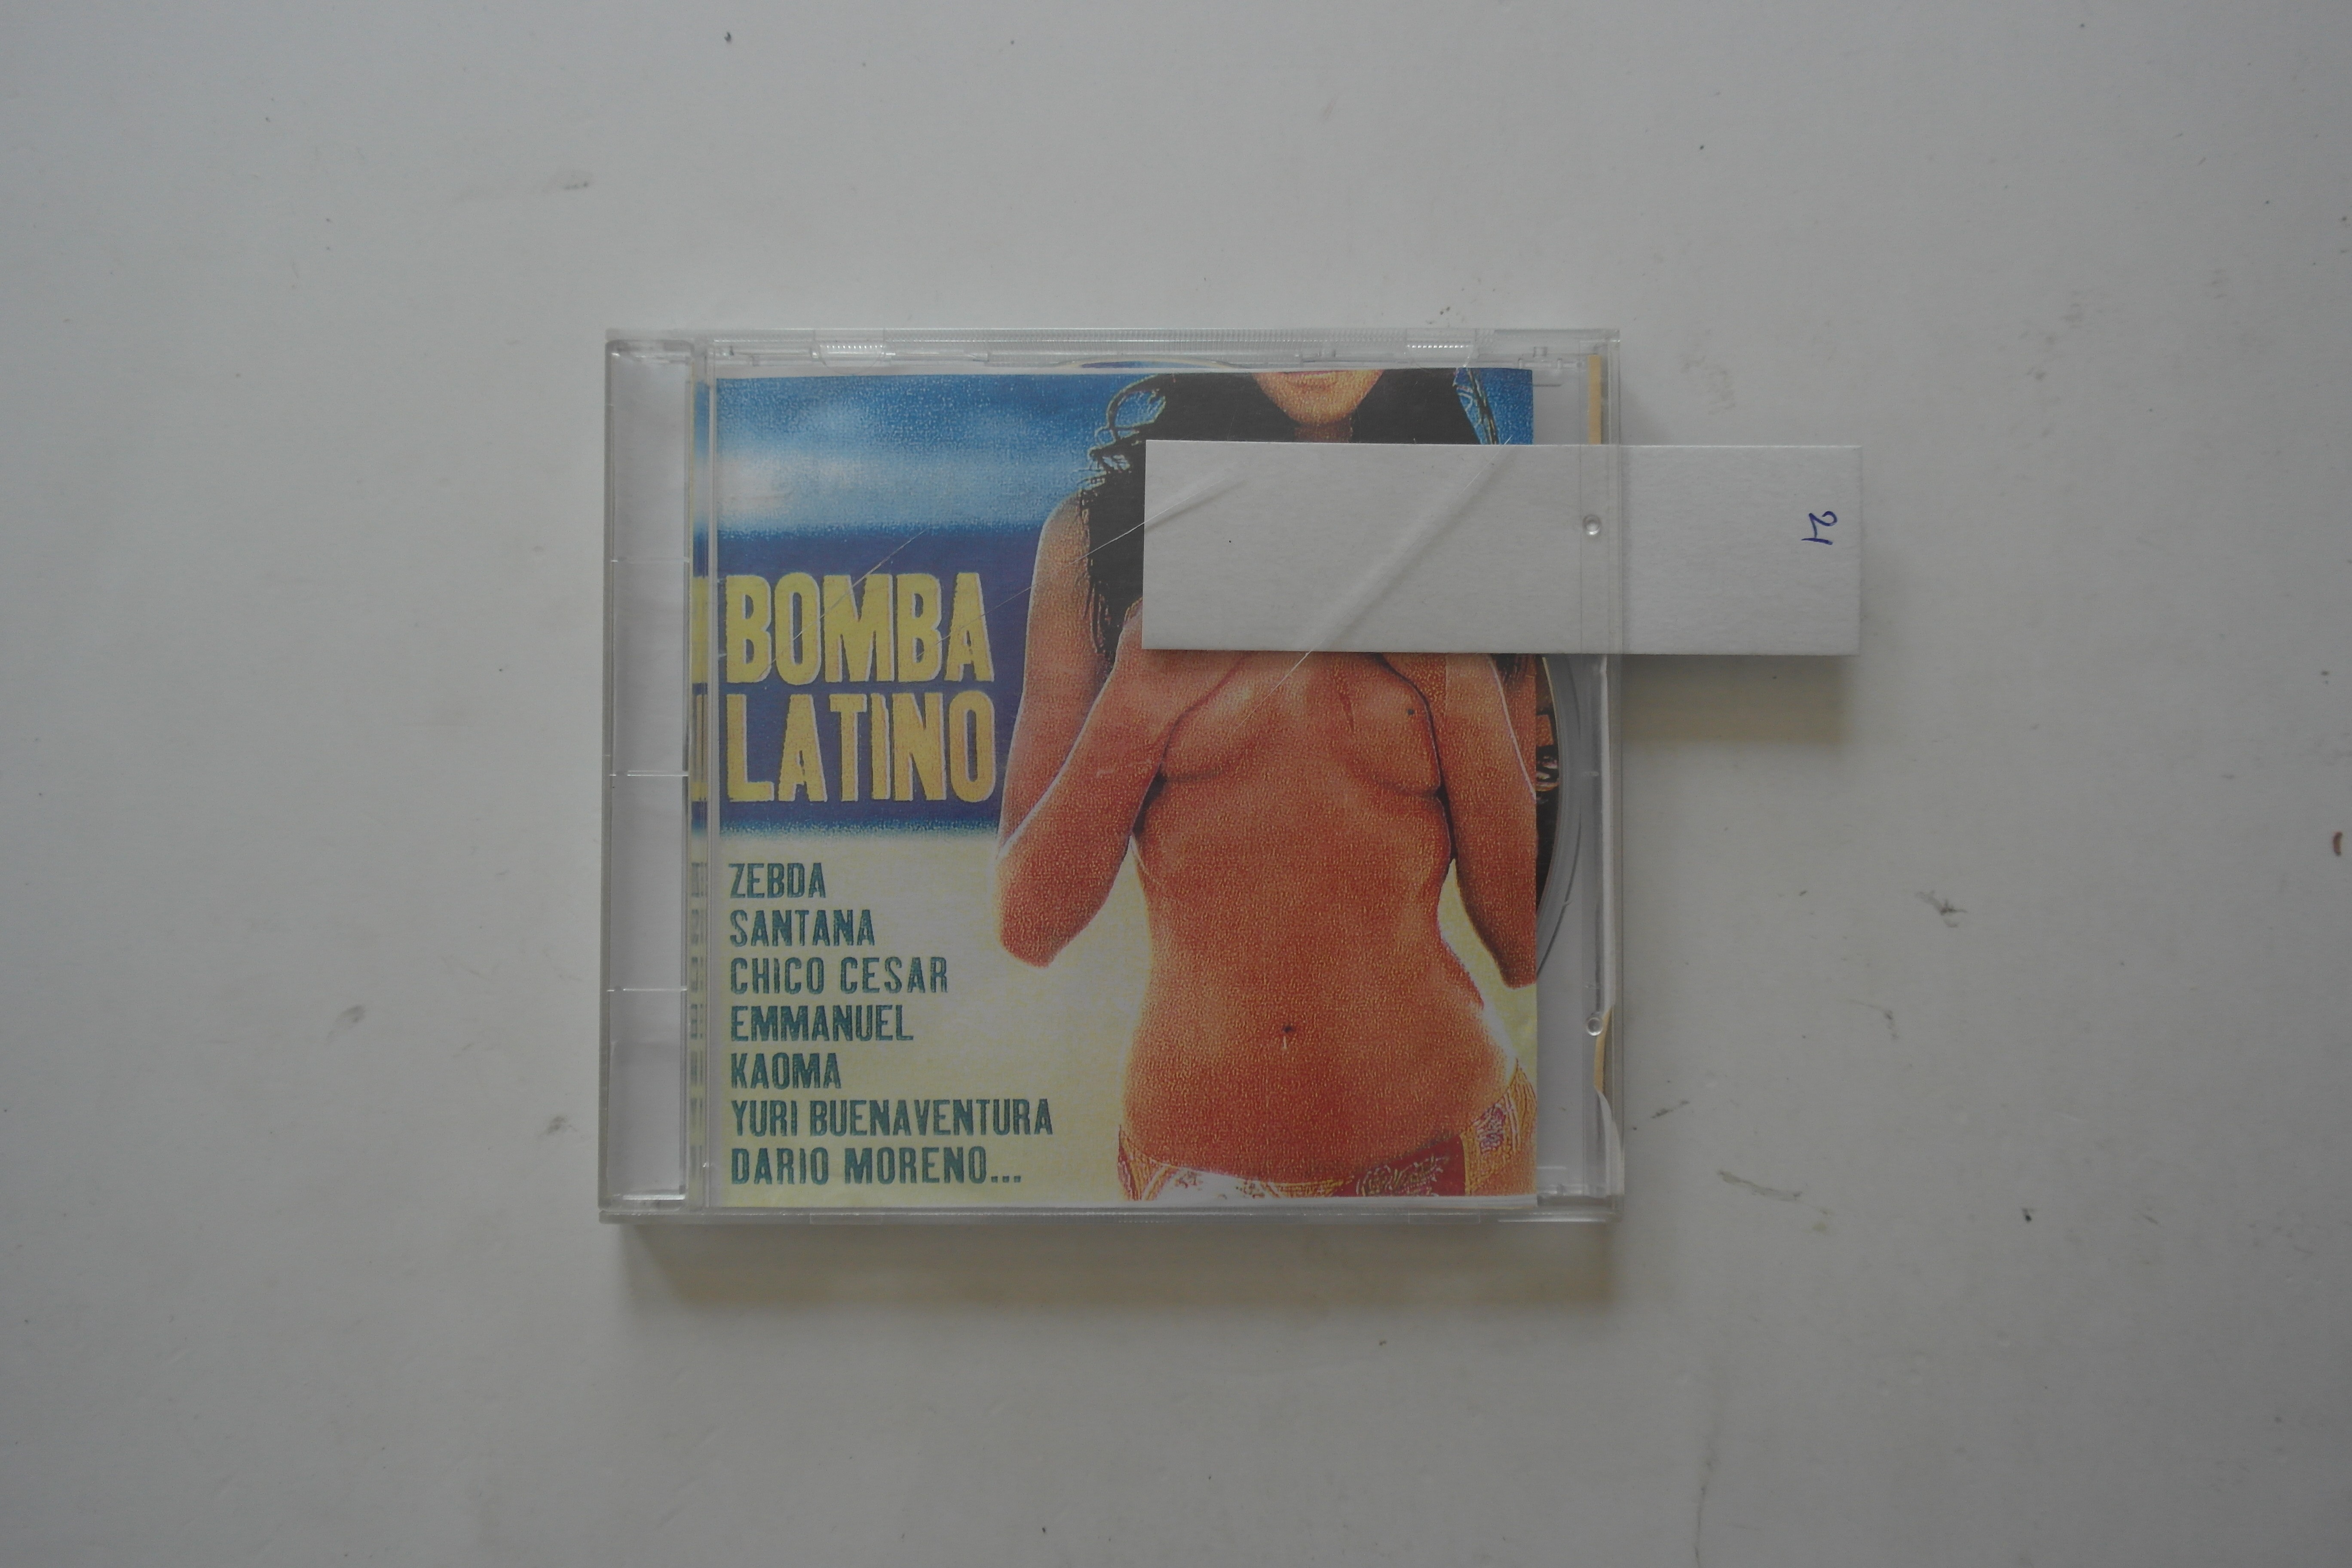 BOMBA
LATINO
ZEBDA
SANTANA
CHICO CESAR
EMMANUEL
KAOMA
YURI BUENAVENTURA
DARIO MORENO...
21